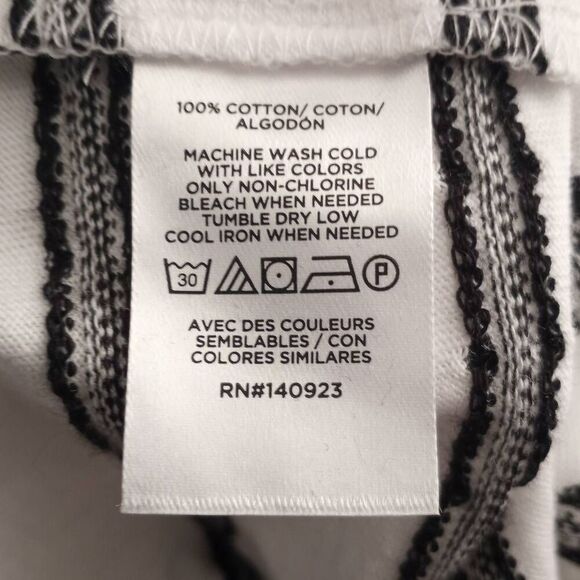 100% COTTON/ COTON/
ALGODÓN
MACHINE WASH COLD
WITH LIKE COLORS
ONLY NON-CHLORINE
BLEACH WHEN NEEDED
TUMBLE DRY LOW
COOL IRON WHEN NEEDED
30 P
AVEC DES COULEURS
SEMBLABLES / CON
COLORES SIMILARES
RN#140923